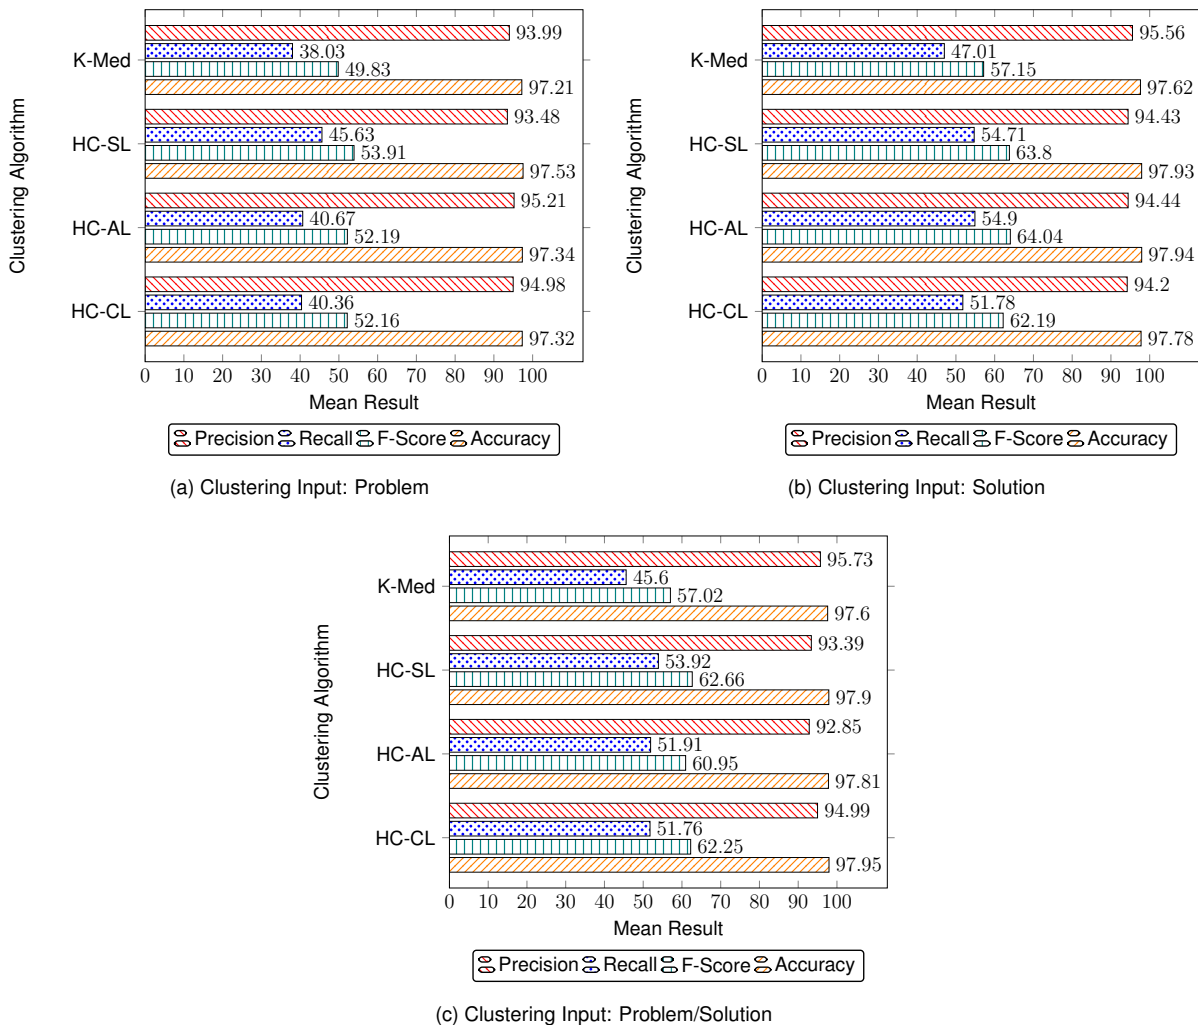 Clustering Algorithm
K-Med
93.99
38.03
49.83
97.21
HC-SL
93.48
45.63
53.91
97.53
HC-AL
95.21
40.67
52.19
97.34
HC-CL
94.98
40.36
52.16
97.32
0 10 20 30 40 50 60 70 80 90 100
Mean Result
Precision Recall F-Score Accuracy
(a) Clustering Input: Problem
Clustering Algorithm
K-Med
95.56
47.01
57.15
97.62
HC-SL
94.43
54.71
63.8
97.93
HC-AL
94.44
54.9
64.04
97.94
HC-CL
94.2
51.78
62.19
97.78
0 10 20 30 40 50 60 70 80 90 100
Mean Result
Precision Recall F-Score Accuracy
(b) Clustering Input: Solution
Clustering Algorithm
K-Med
95.73
45.6
57.02
97.6
HC-SL
93.39
53.92
62.66
97.9
HC-AL
92.85
51.91
60.95
97.81
HC-CL
94.99
51.76
62.25
97.95
0 10 20 30 40 50 60 70 80 90 100
Mean Result
Precision Recall F-Score Accuracy
(c) Clustering Input: Problem/Solution